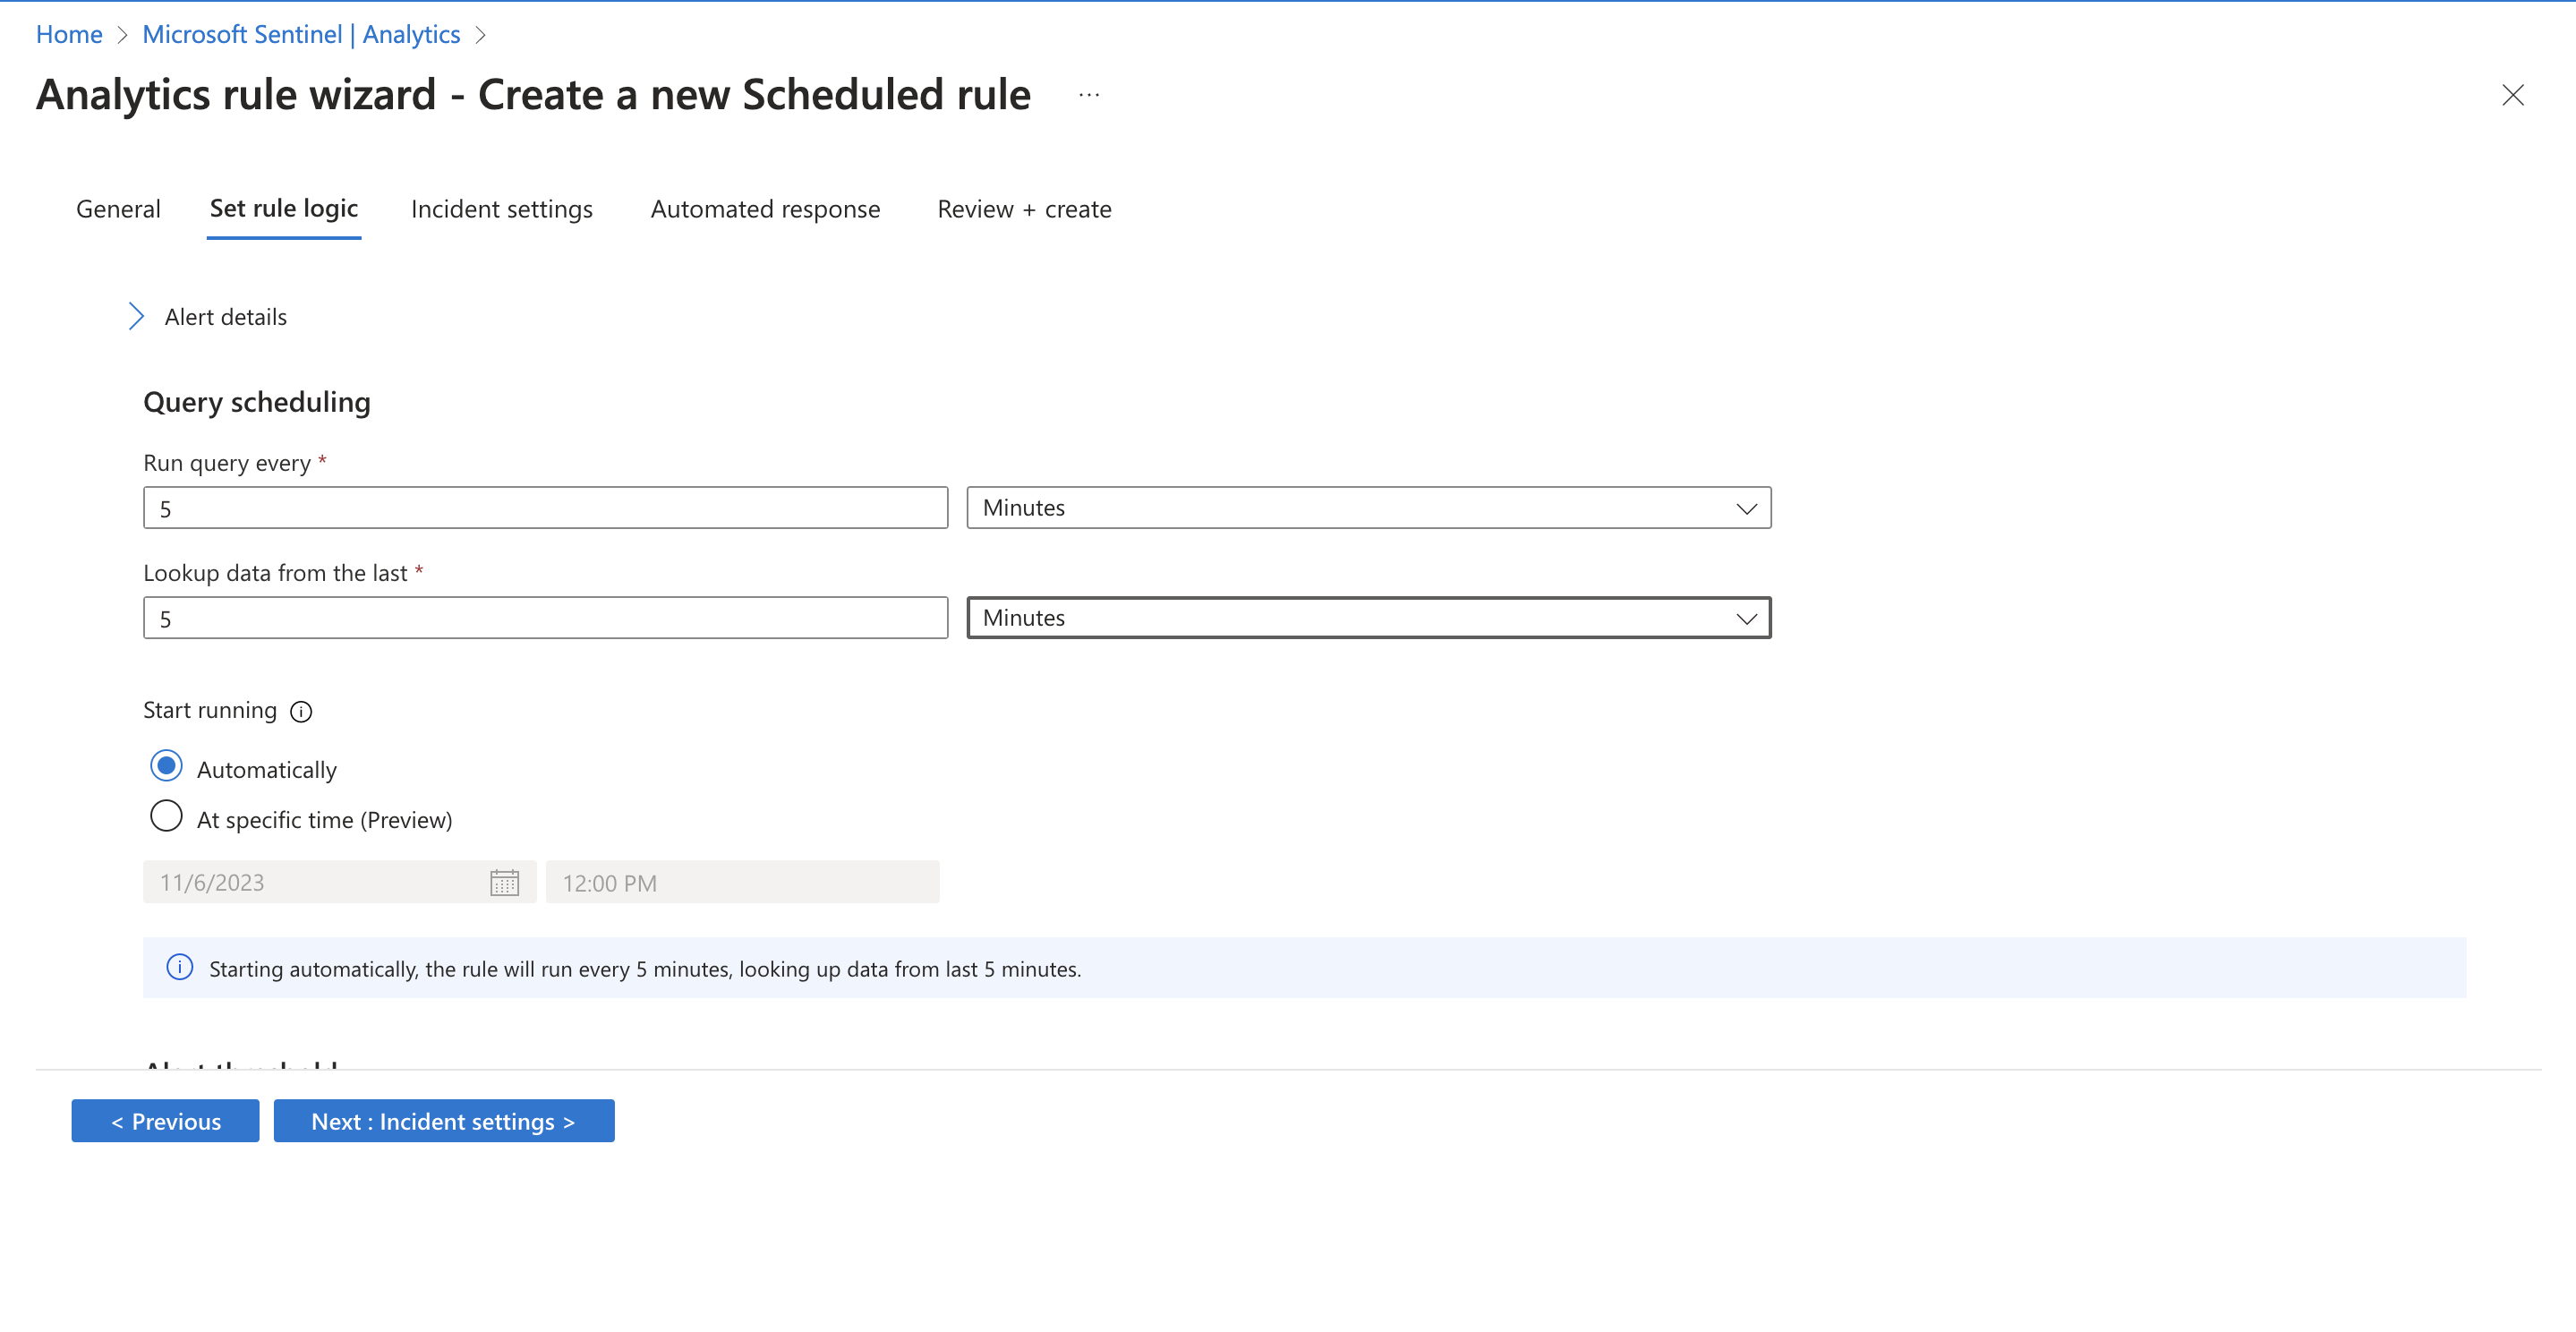 Home > Microsoft Sentinel | Analytics >
Analytics rule wizard - Create a new Scheduled rule ...
General Set rule logic Incident settings Automated response Review + create
Alert details
Query scheduling
Run query every *
5 Minutes
Lookup data from the last *
5 Minutes
Start running
Automatically
At specific time (Preview)
11/6/2023 12:00 PM
Starting automatically, the rule will run every 5 minutes, looking up data from last 5 minutes.
Alert threshold
< Previous Next : Incident settings >